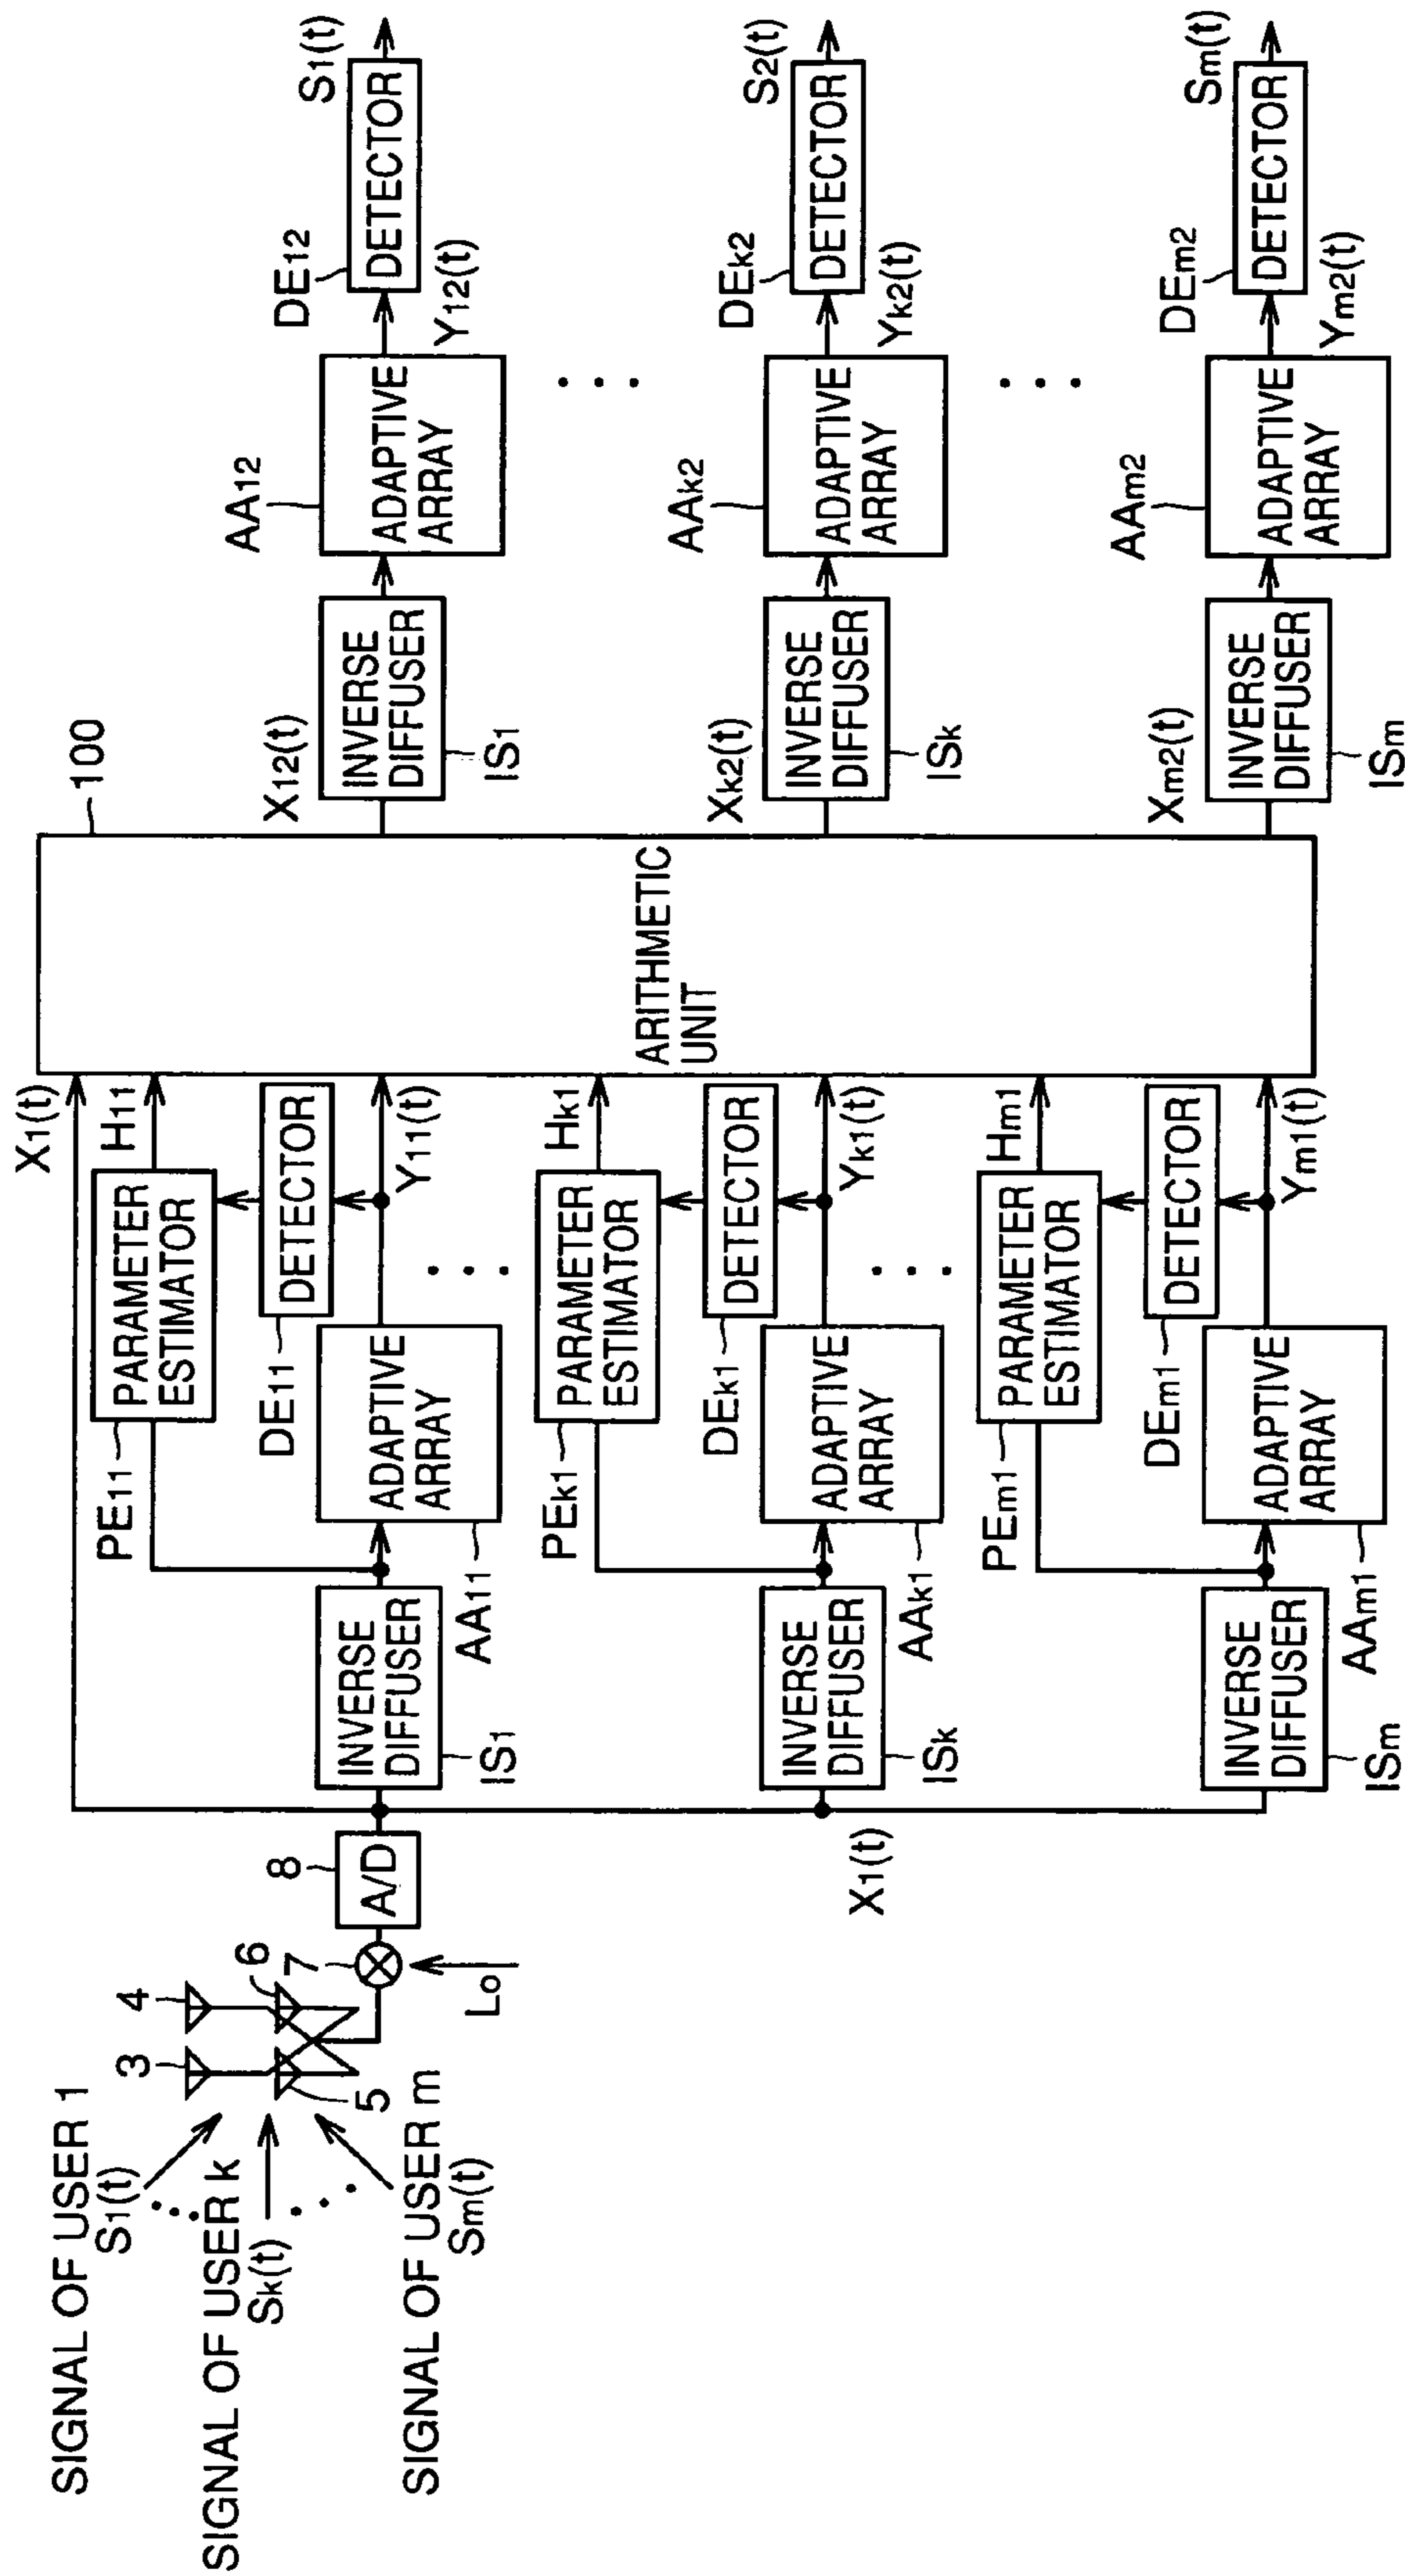 SIGNAL OF USER 1
S1(t)
SIGNAL OF USER k
Sk(t)
SIGNAL OF USER m
Sm(t)
3
4
5
6
7
Lo
8
A/D
X1(t)
X1(t)
INVERSE
DIFFUSER
IS1
PE11
PARAMETER
ESTIMATOR
H11
DE11
DETECTOR
AA11
ADAPTIVE
ARRAY
Y11(t)
INVERSE
DIFFUSER
ISk
PEk1
PARAMETER
ESTIMATOR
Hk1
DEk1
DETECTOR
AAk1
ADAPTIVE
ARRAY
Yk1(t)
INVERSE
DIFFUSER
ISm
PEm1
PARAMETER
ESTIMATOR
Hm1
DEm1
DETECTOR
AAm1
ADAPTIVE
ARRAY
Ym1(t)
100
ARITHMETIC
UNIT
X12(t)
INVERSE
DIFFUSER
IS1
AA12
ADAPTIVE
ARRAY
Y12(t)
DE12
DETECTOR
S1(t)
Xk2(t)
INVERSE
DIFFUSER
ISk
AAk2
ADAPTIVE
ARRAY
Yk2(t)
DEk2
DETECTOR
S2(t)
Xm2(t)
INVERSE
DIFFUSER
ISm
AAm2
ADAPTIVE
ARRAY
Ym2(t)
DEm2
DETECTOR
Sm(t)